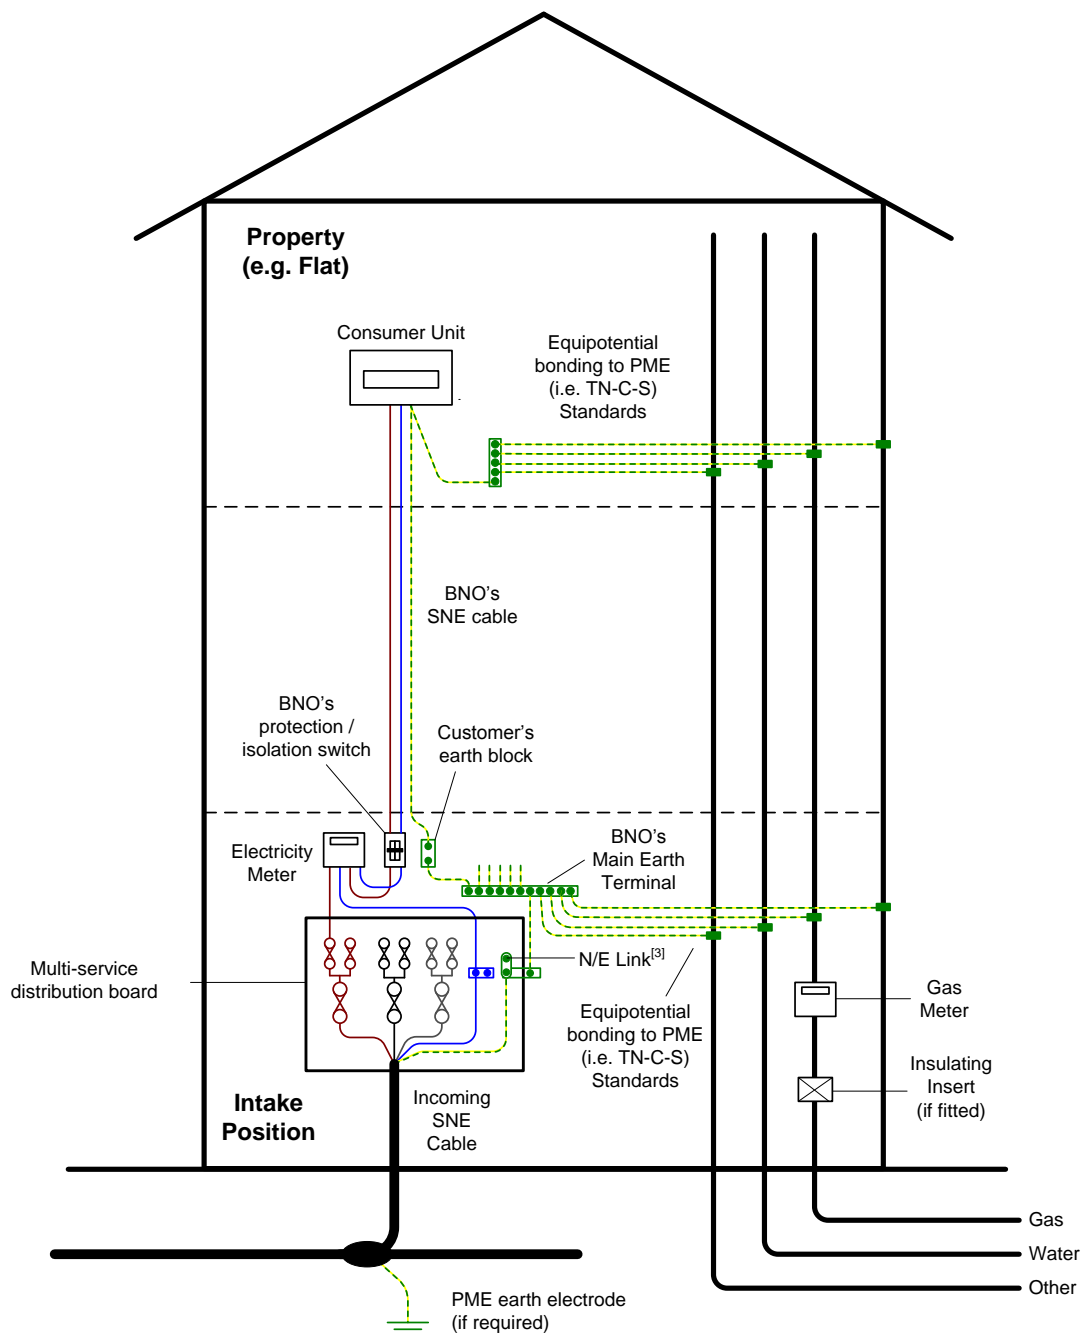 Property
(e.g. Flat)
Consumer Unit
Equipotential
bonding to PME
(i.e. TN-C-S)
Standards
BNO's
SNE cable
BNO's
protection /
isolation switch
Customer's
earth block
Electricity
Meter
BNO's
Main Earth
Terminal
Multi-service
distribution board
N/E Link[3]
Equipotential
bonding to PME
(i.e. TN-C-S)
Standards
Gas
Meter
Insulating
Insert
(if fitted)
Intake
Position
Incoming
SNE
Cable
Gas
Water
Other
PME earth electrode
(if required)